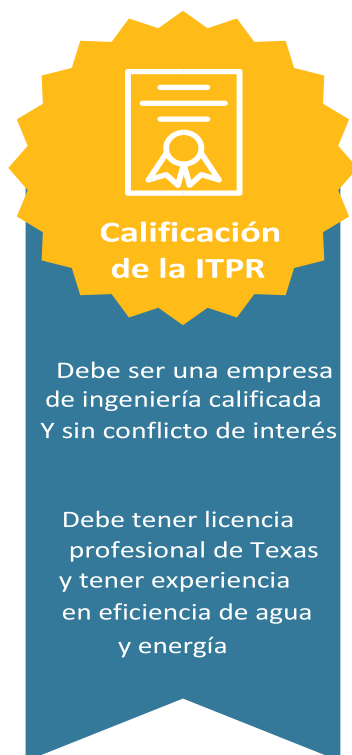 Calificación
de la ITPR
Debe ser una empresa
de ingeniería calificada
Y sin conflicto de interés
Debe tener licencia
profesional de Texas
y tener experiencia
en eficiencia de agua
y energía